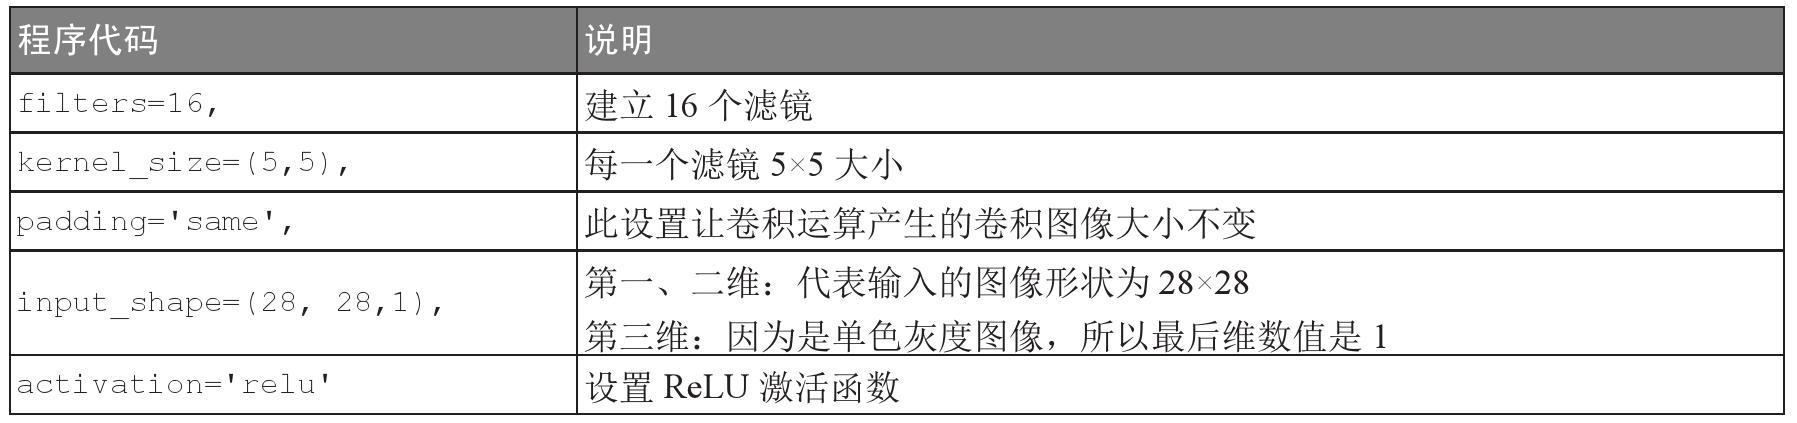 程序代码 说明
filters=16, 建立 16 个滤镜
kernel_size=(5,5), 每一个滤镜 5×5 大小
padding='same', 此设置让卷积运算产生的卷积图像大小不变
input_shape=(28, 28,1), 第一、二维：代表输入的图像形状为 28×28
第三维：因为是单色灰度图像，所以最后维数值是 1
activation='relu' 设置 ReLU 激活函数